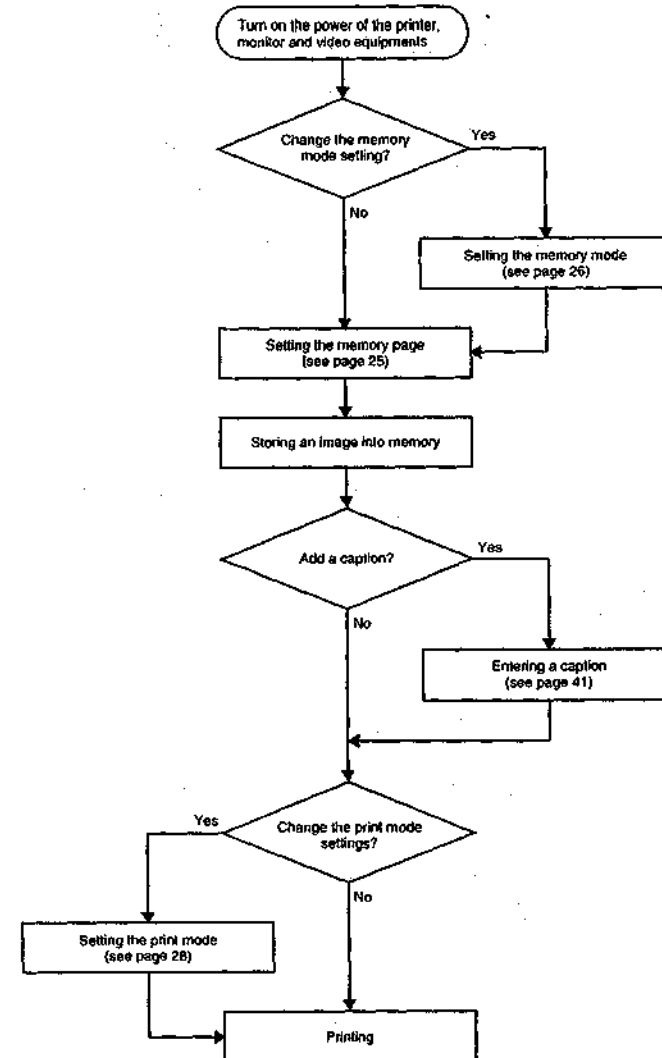 Turn on the power of the printer,
monitor and video equipments
Change the memory
mode setting?
Yes
No
Setting the memory mode
(see page 26)
Setting the memory page
(see page 25)
Storing an image into memory
Add a caption?
Yes
No
Entering a caption
(see page 41)
Change the print mode
settings?
Yes
No
Setting the print mode
(see page 28)
Printing